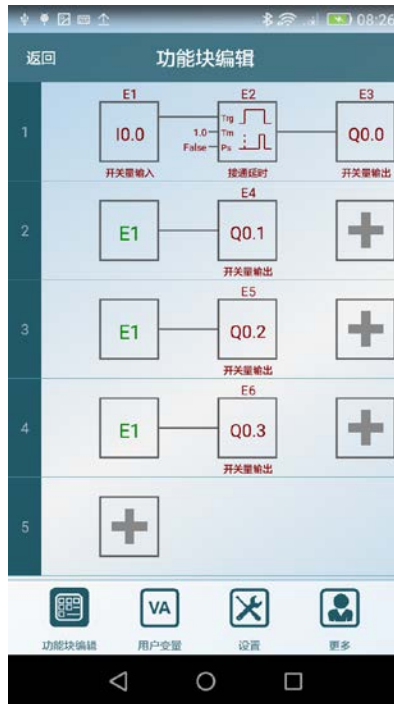 08:26
返回
功能块编辑
E1
E2
E3
1
I0.0
Trg
1.0
Tm
False
Ps
Q0.0
开关量输入
接通延时
开关量输出
E4
2
E1
Q0.1
开关量输出
E5
3
E1
Q0.2
开关量输出
E6
4
E1
Q0.3
开关量输出
5
VA
功能块编辑
用户变量
设置
更多